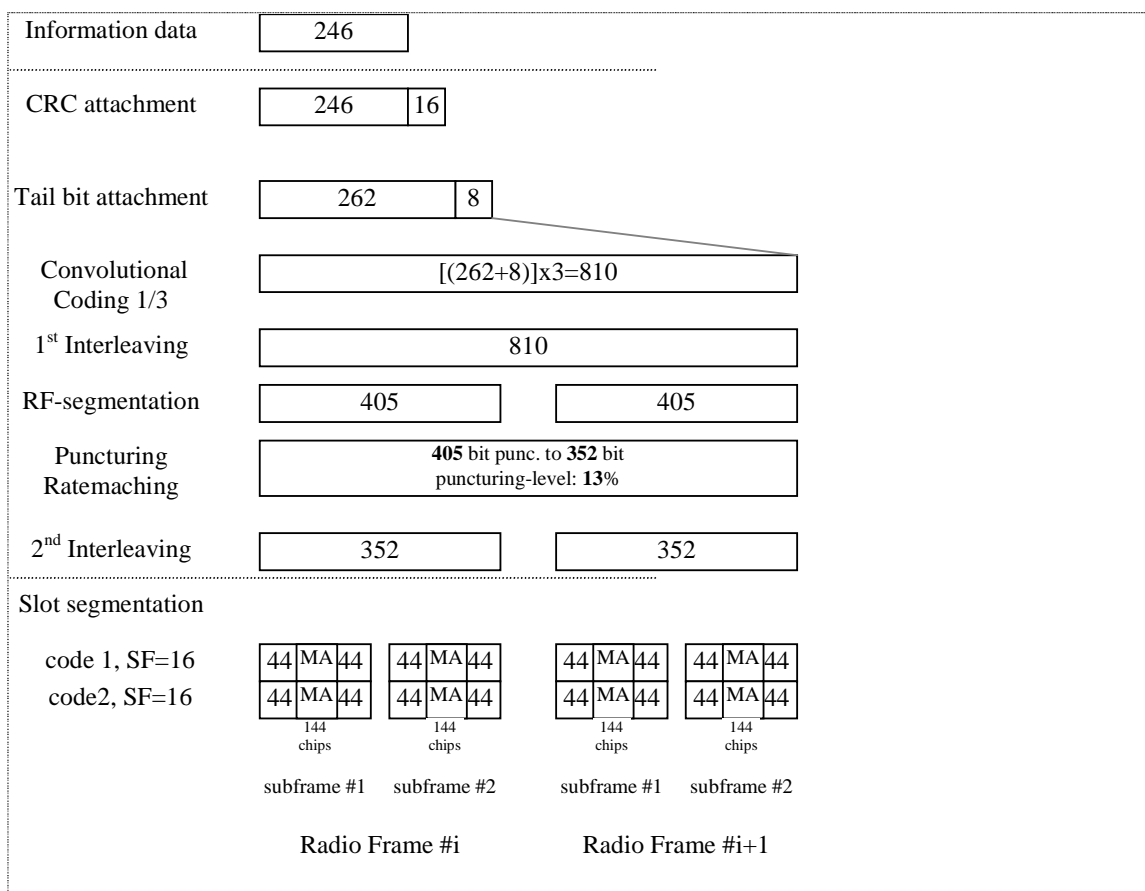 Information data 246
CRC attachment 246 16
Tail bit attachment 262 8
Convolutional
Coding 1/3
[(262+8)]x3=810
1st Interleaving 810
RF-segmentation 405 405
Puncturing
Ratemaching
405 bit punc. to 352 bit
puncturing-level: 13%
2nd Interleaving 352 352
Slot segmentation
code 1, SF=16 44 MA 44 44 MA 44 44 MA 44 44 MA 44
code2, SF=16 44 MA 44 44 MA 44 44 MA 44 44 MA 44
144 144 144 144
chips chips chips chips
subframe #1 subframe #2 subframe #1 subframe #2
Radio Frame #i Radio Frame #i+1